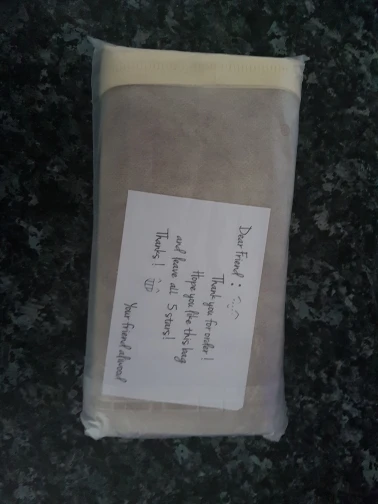 Dear Friend :
Thank you for order!
Hope you like this bag
and leave all 5 stars!
Thanks!
Your friend alwood